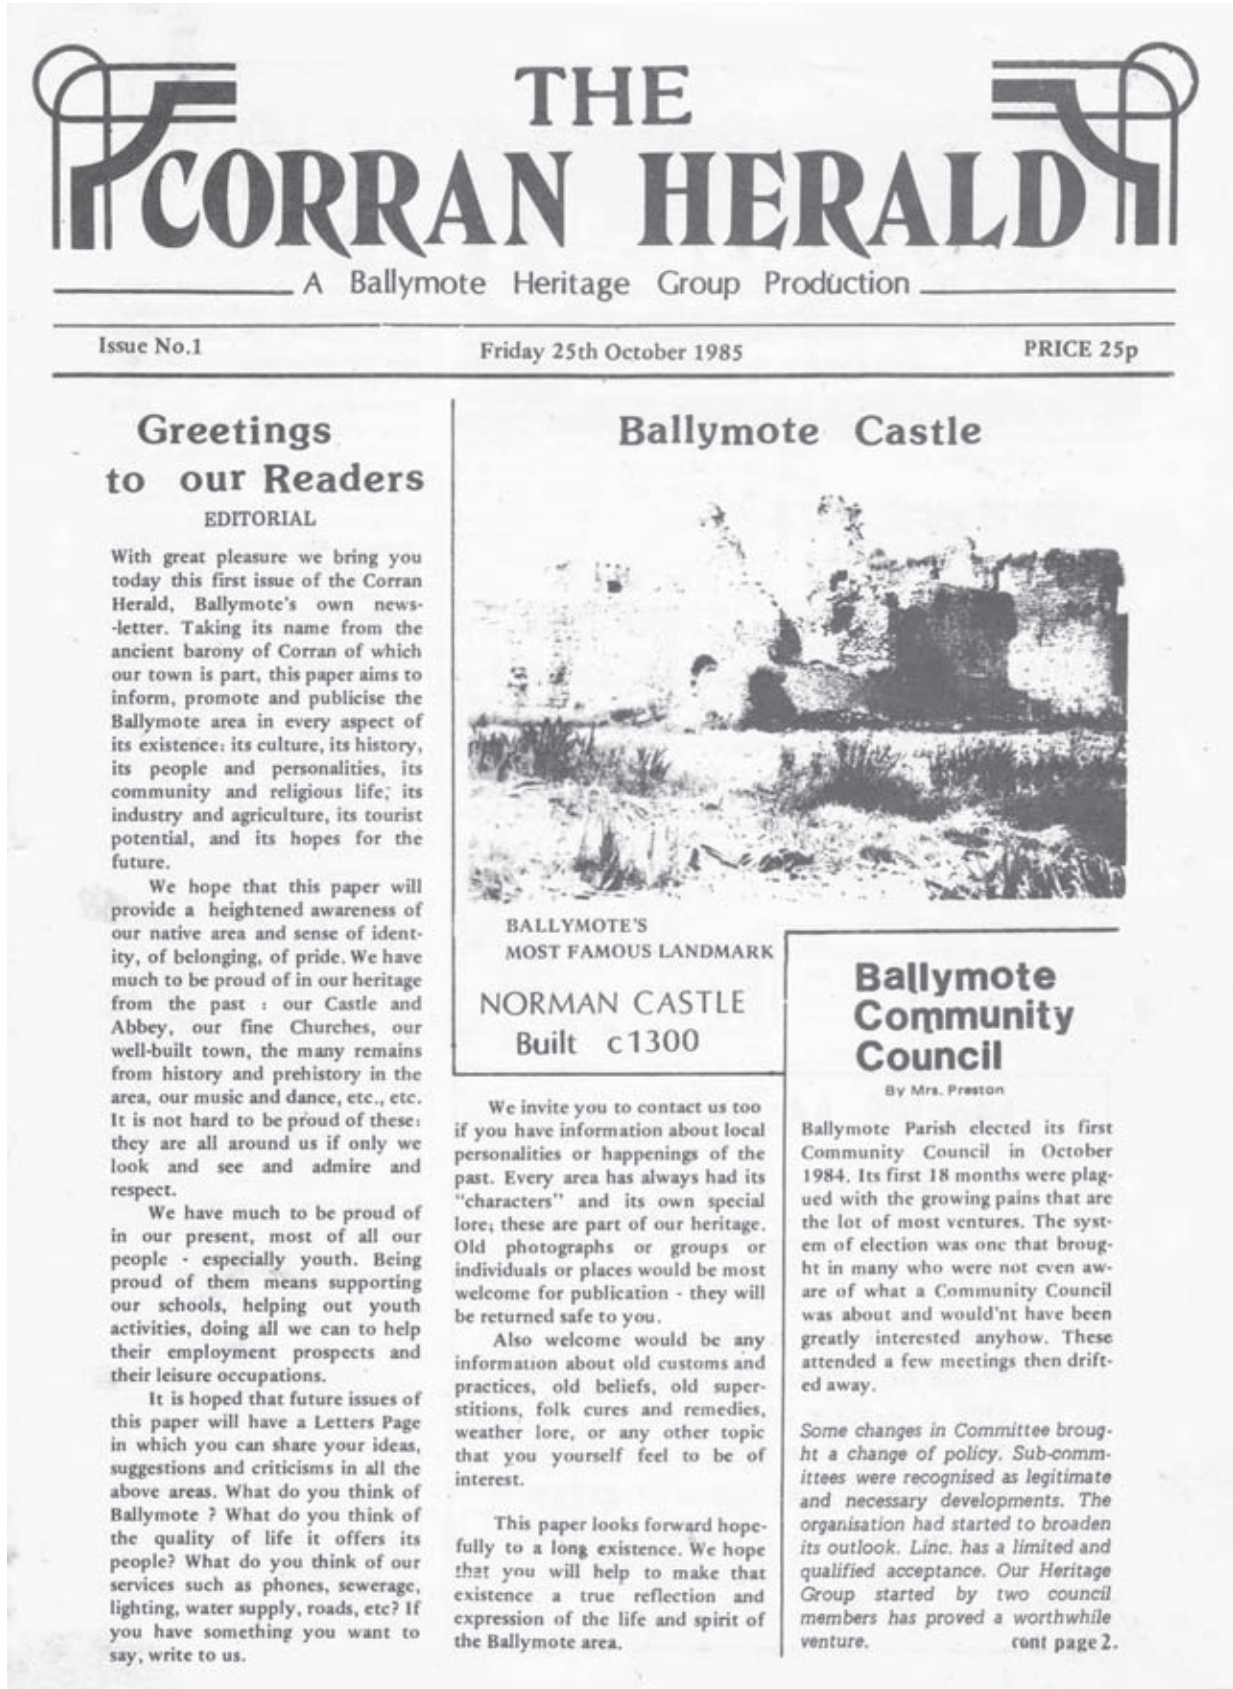 THE
CORRAN HERALD
A Ballymote Heritage Group Production
Issue No.1
Friday 25th October 1985
PRICE 25p
Greetings
to our Readers
EDITORIAL
With great pleasure we bring you
today this first issue of the Corran
Herald, Ballymote's own news-
-letter. Taking its name from the
ancient barony of Corran of which
our town is part, this paper aims to
inform, promote and publicise the
Ballymote area in every aspect of
its existence: its culture, its history,
its people and personalities, its
community and religious life; its
industry and agriculture, its tourist
potential, and its hopes for the
future.
We hope that this paper will
provide a heightened awareness of
our native area and sense of ident-
ity, of belonging, of pride. We have
much to be proud of in our heritage
from the past : our Castle and
Abbey, our fine Churches, our
well-built town, the many remains
from history and prehistory in the
area, our music and dance, etc., etc.
It is not hard to be proud of these:
they are all around us if only we
look and see and admire and
respect.
We have much to be proud of
in our present, most of all our
people - especially youth. Being
proud of them means supporting
our schools, helping out youth
activities, doing all we can to help
their employment prospects and
their leisure occupations.
It is hoped that future issues of
this paper will have a Letters Page
in which you can share your ideas,
suggestions and criticisms in all the
above areas. What do you think of
Ballymote ? What do you think of
the quality of life it offers its
people? What do you think of our
services such as phones, sewerage,
lighting, water supply, roads, etc? If
you have something you want to
say, write to us.
Ballymote Castle
BALLYMOTE'S
MOST FAMOUS LANDMARK
NORMAN CASTLE
Built c1300
We invite you to contact us too
if you have information about local
personalities or happenings of the
past. Every area has always had its
"characters" and its own special
lore; these are part of our heritage.
Old photographs or groups or
individuals or places would be most
welcome for publication - they will
be returned safe to you.
Also welcome would be any
information about old customs and
practices, old beliefs, old super-
stitions, folk cures and remedies,
weather lore, or any other topic
that you yourself feel to be of
interest.
This paper looks forward hope-
fully to a long existence. We hope
that you will help to make that
existence a true reflection and
expression of the life and spirit of
the Ballymote area.
Ballymote
Community
Council
By Mrs. Preston
Ballymote Parish elected its first
Community Council in October
1984. Its first 18 months were plag-
ued with the growing pains that are
the lot of most ventures. The syst-
em of election was one that broug-
ht in many who were not even aw-
are of what a Community Council
was about and would'nt have been
greatly interested anyhow. These
attended a few meetings then drift-
ed away.
Some changes in Committee broug-
ht a change of policy. Sub-comm-
ittees were recognised as legitimate
and necessary developments. The
organisation had started to broaden
its outlook. Linc. has a limited and
qualified acceptance. Our Heritage
Group started by two council
members has proved a worthwhile
venture. cont page 2.